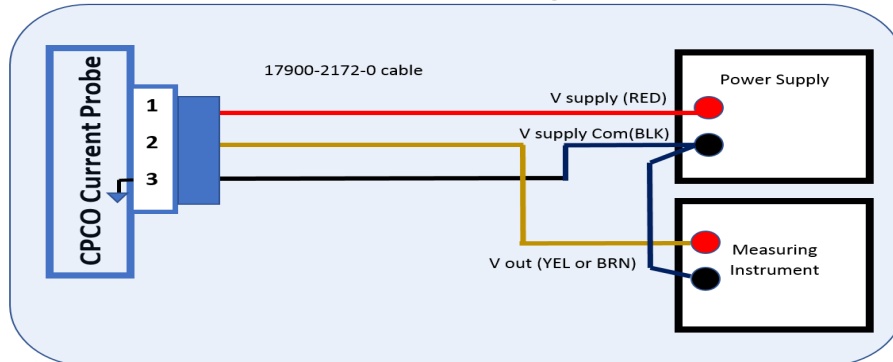 CPCO Current Probe
1
2
3
17900-2172-0 cable
V supply (RED)
V supply Com(BLK)
V out (YEL or BRN)
Power Supply
Measuring
Instrument